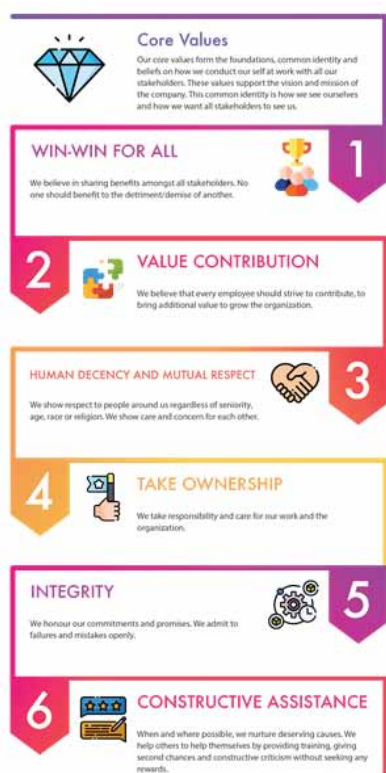 Core Values
Our core values form the foundations, common identity and
beliefs on how we conduct our self at work with all our
stakeholders. These values support the vision and mission of
the company. This common identity is how we see ourselves
and how we want all stakeholders to see us.
WIN-WIN FOR ALL
1
We believe in sharing benefits amongst all stakeholders. No
one should benefit to the detriment/demise of another.
2
VALUE CONTRIBUTION
We believe that every employee should strive to contribute, to
bring additional value to grow the organization.
HUMAN DECENCY AND MUTUAL RESPECT
3
We show respect to people around us regardless of seniority,
age, race or religion. We show care and concern for each other.
4
TAKE OWNERSHIP
We take responsibility and care for our work and the
organization.
INTEGRITY
5
We honour our commitments and promises. We admit to
failures and mistakes openly.
6
CONSTRUCTIVE ASSISTANCE
When and where possible, we nurture deserving causes. We
help others to help themselves by providing training, giving
second chances and constructive criticism without seeking any
rewards.